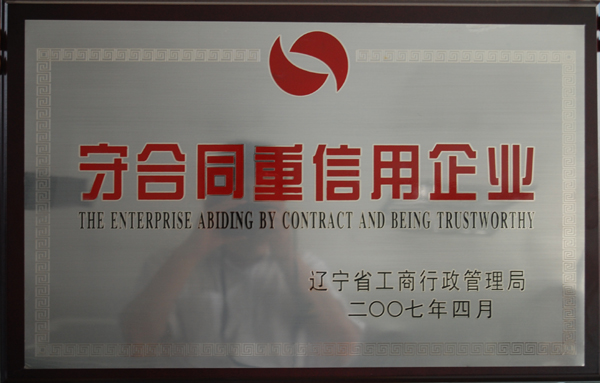 守合同重信用企业
THE ENTERPRISE ABIDING BY CONTRACT AND BEING TRUSTWORTHY
辽宁省工商行政管理局
二〇〇七年四月